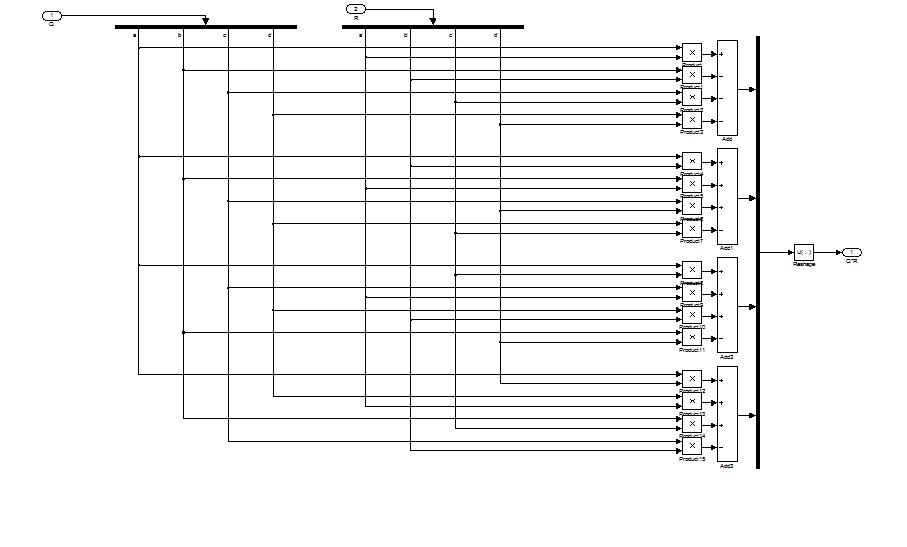 1
Q
2
R
a b c d
a' b' c' d'
Product
Product1
Product2
Product3
Add
Product4
Product5
Product6
Product7
Add1
Product8
Product9
Product10
Product11
Add2
Product12
Product13
Product14
Product15
Add3
U( : )
Reshape
1
Q*R